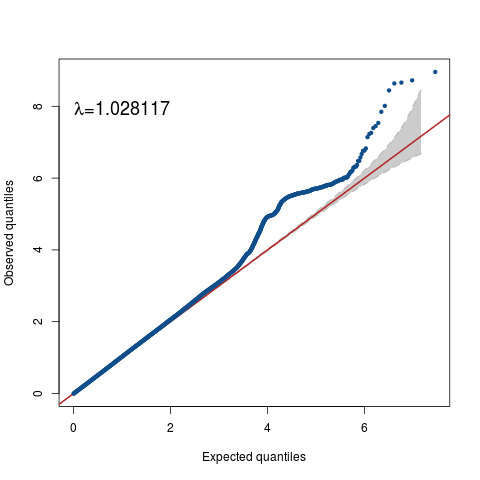 λ=1.028117
8
6
4
2
0
Observed quantiles
0 2 4 6
Expected quantiles